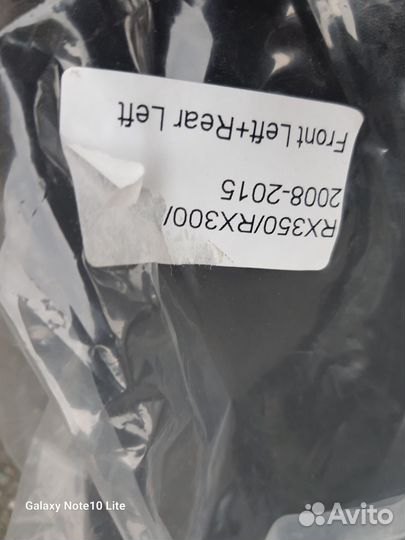 RX350/RX300/
2008-2015
Front Left+Rear Left
Galaxy Note10 Lite
Avito